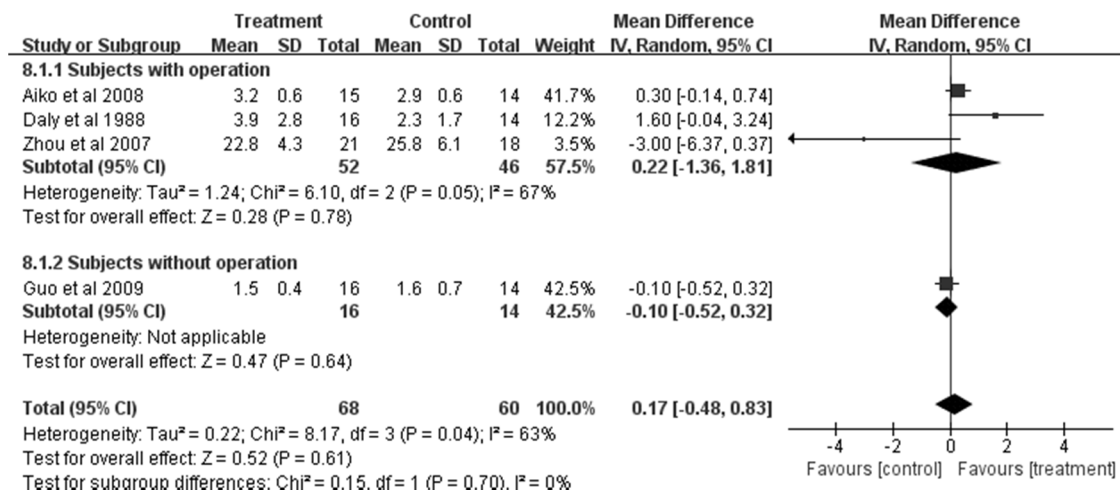 Treatment Control Mean Difference Mean Difference
Study or Subgroup Mean SD Total Mean SD Total Weight IV, Random, 95% CI IV, Random, 95% CI
8.1.1 Subjects with operation
Aiko et al 2008 3.2 0.6 15 2.9 0.6 14 41.7% 0.30 [-0.14, 0.74]
Daly et al 1988 3.9 2.8 16 2.3 1.7 14 12.2% 1.60 [-0.04, 3.24]
Zhou et al 2007 22.8 4.3 21 25.8 6.1 18 3.5% -3.00 [-6.37, 0.37]
Subtotal (95% CI) 52 46 57.5% 0.22 [-1.36, 1.81]
Heterogeneity: Tau² = 1.24; Chi² = 6.10, df = 2 (P = 0.05); I² = 67%
Test for overall effect: Z = 0.28 (P = 0.78)
8.1.2 Subjects without operation
Guo et al 2009 1.5 0.4 16 1.6 0.7 14 42.5% -0.10 [-0.52, 0.32]
Subtotal (95% CI) 16 14 42.5% -0.10 [-0.52, 0.32]
Heterogeneity: Not applicable
Test for overall effect: Z = 0.47 (P = 0.64)
Total (95% CI) 68 60 100.0% 0.17 [-0.48, 0.83]
Heterogeneity: Tau² = 0.22; Chi² = 8.17, df = 3 (P = 0.04); I² = 63%
Test for overall effect: Z = 0.52 (P = 0.61)
Test for subgroup differences: Chi² = 0.15, df = 1 (P = 0.70), I² = 0%
-4 -2 0 2 4
Favours [control] Favours [treatment]